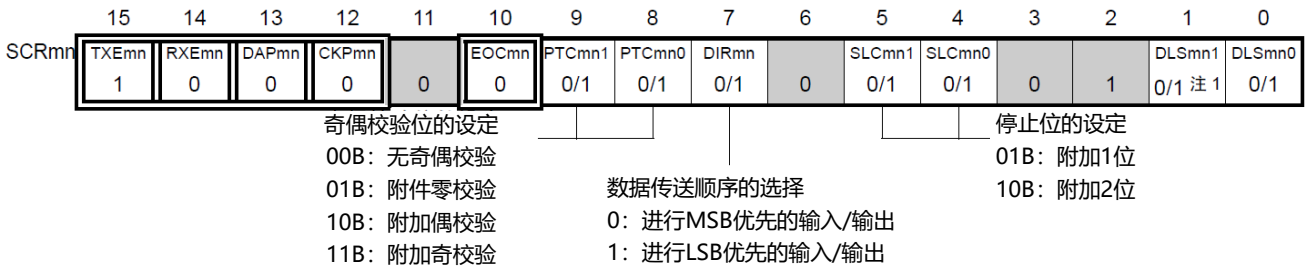 15 14 13 12 11 10 9 8 7 6 5 4 3 2 1 0
SCRmn TXEmn RXEmn DAPmn CKPmn EOCmn PTCmn1 PTCmn0 DIRmn SLCmn1 SLCmn0 DLSmn1 DLSmn0
1 0 0 0 0 0 0/1 0/1 0/1 0 0/1 0/1 0 1 0/1 注 1 0/1
奇偶校验位的设定
00B：无奇偶校验
01B：附件零校验
10B：附加偶校验
11B：附加奇校验
数据传送顺序的选择
0：进行MSB优先的输入/输出
1：进行LSB优先的输入/输出
停止位的设定
01B：附加1位
10B：附加2位